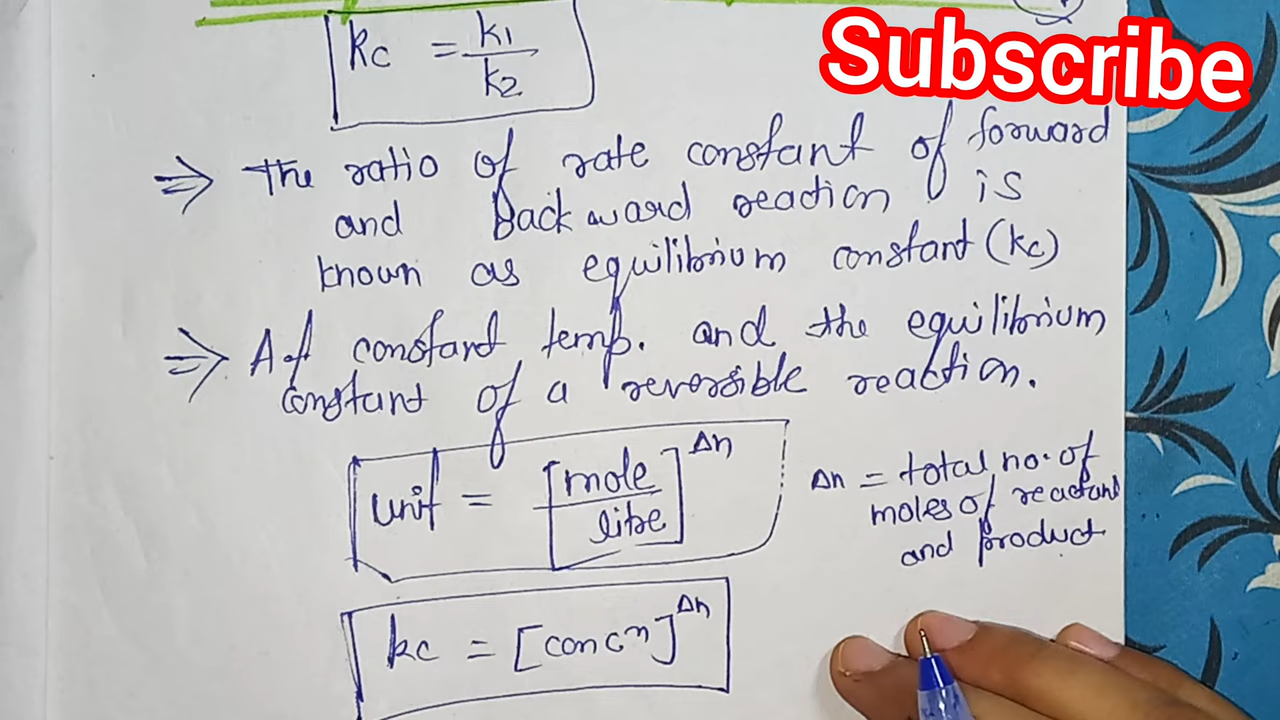 Subscribe
kc = k1/k2
⇒ The ratio of rate constant of forward
and Backward reaction is
known as equilibrium constant (kc)
⇒ At constant temp. and the equilibrium
constant of a reversible reaction.
unit = [mole/litre]^Δn
Δn = total no. of
moles of reactant
and product
kc = [concn]^Δn